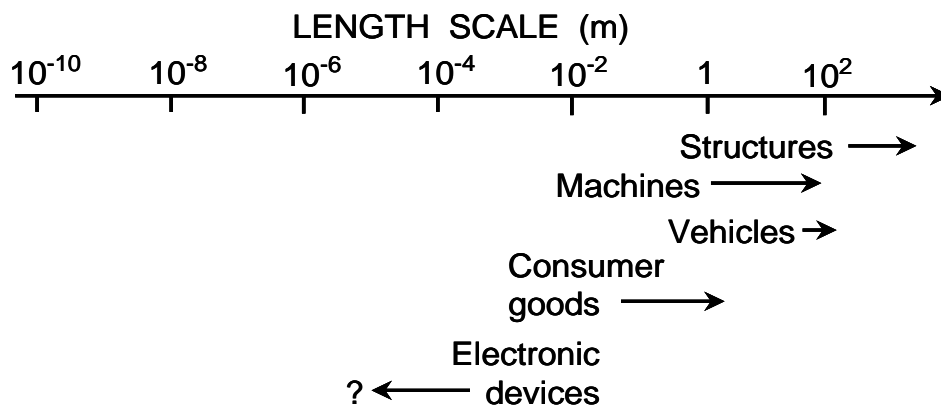 LENGTH SCALE (m)
10⁻¹⁰ 10⁻⁸ 10⁻⁶ 10⁻⁴ 10⁻² 1 10²
Structures
Machines
Vehicles
Consumer
goods
Electronic
? devices